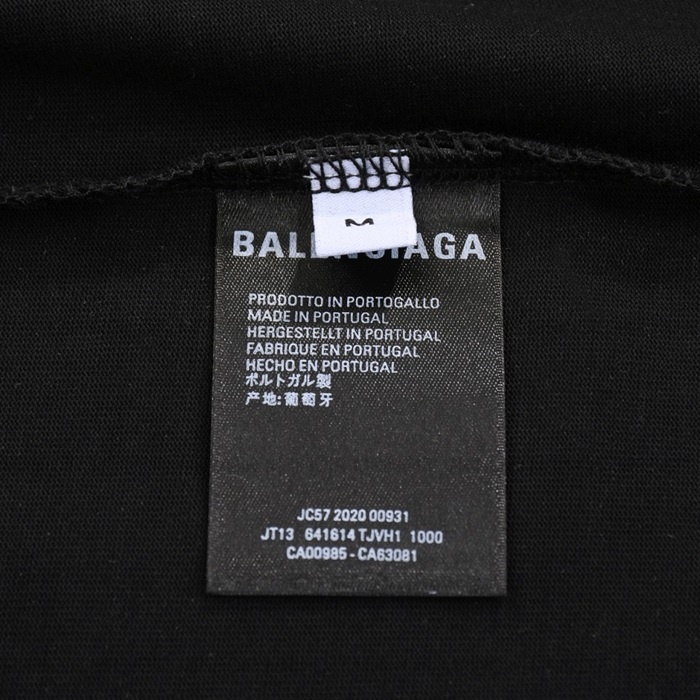 M
BALENCIAGA
PRODOTTO IN PORTOGALLO
MADE IN PORTUGAL
HERGESTELLT IN PORTUGAL
FABRIQUE EN PORTUGAL
HECHO EN PORTUGAL
ポルトガル製
产地:葡萄牙
JC57 2020 00931
JT13 641614 TJVH1 1000
CA00985-CA63081